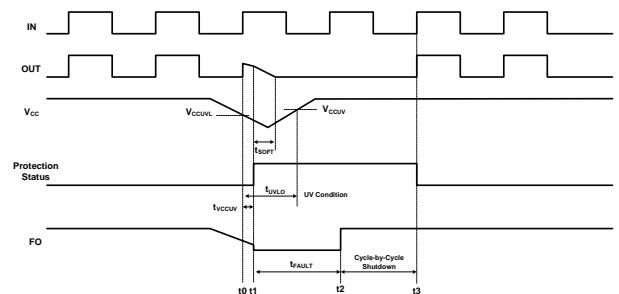 IN
OUT
VCC
VCCUVL
VCCUV
tSOFT
Protection
Status
tUVLO
UV Condition
tVCCUV
FO
tFAULT
Cycle-by-Cycle
Shutdown
t0 t1
t2
t3